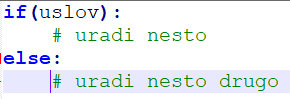 if(uslov):
    # uradi nesto
else:
    # uradi nesto drugo